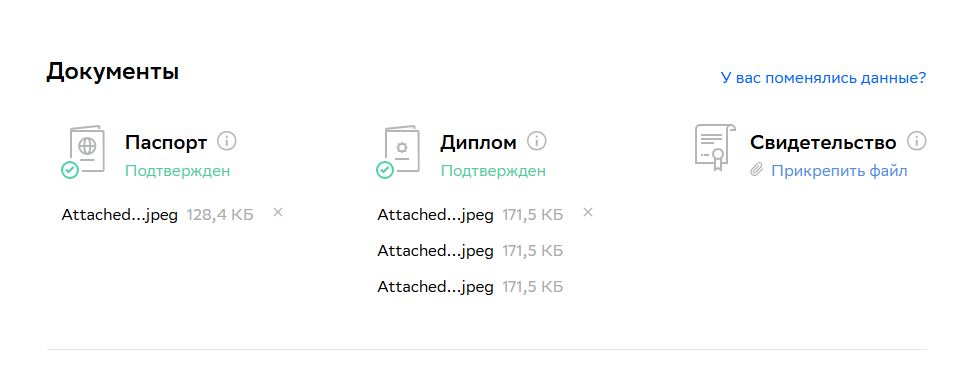 Документы
У вас поменялись данные?
Паспорт
Подтвержден
Attached...jpeg 128,4 КБ
Диплом
Подтвержден
Attached...jpeg 171,5 КБ
Attached...jpeg 171,5 КБ
Attached...jpeg 171,5 КБ
Свидетельство
Прикрепить файл